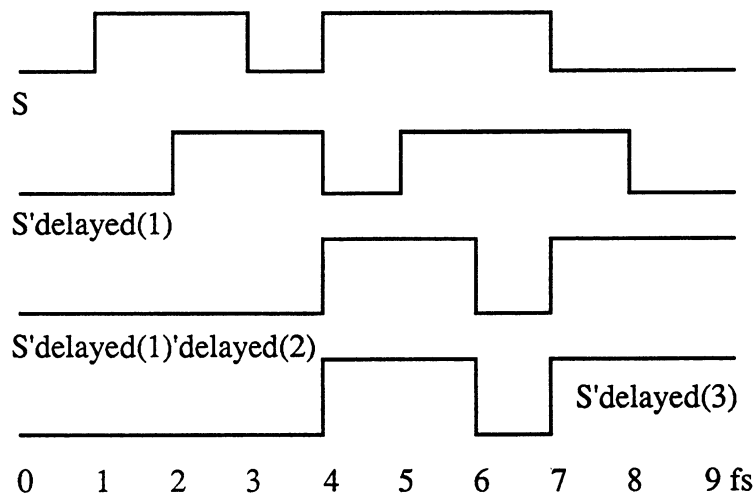 S
S'delayed(1)
S'delayed(1)'delayed(2)
S'delayed(3)
0 1 2 3 4 5 6 7 8 9 fs